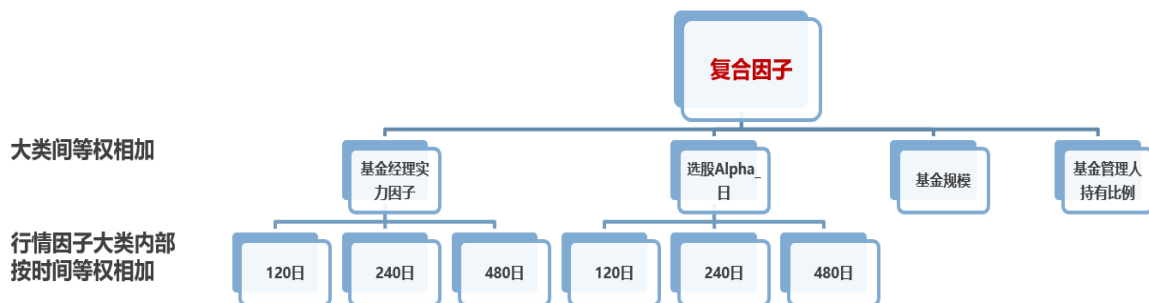 复合因子
大类间等权相加
基金经理实
力因子
选股Alpha_
日
基金规模
基金管理人
持有比例
行情因子大类内部
按时间等权相加
120日
240日
480日
120日
240日
480日